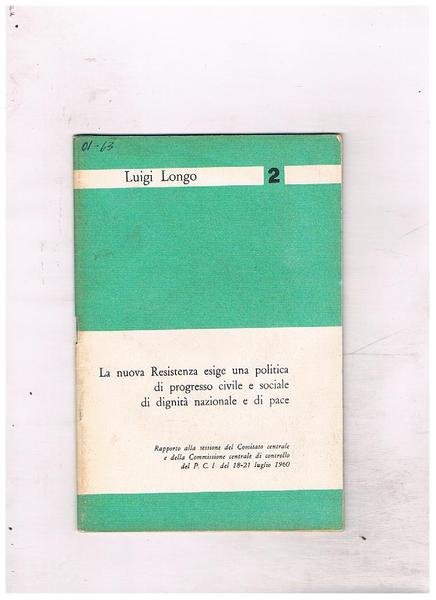 01-63
Luigi Longo 2
La nuova Resistenza esige una politica
di progresso civile e sociale
di dignità nazionale e di pace
Rapporto alla sessione del Comitato centrale
e della Commissione centrale di controllo
del P. C. I del 18-21 luglio 1960